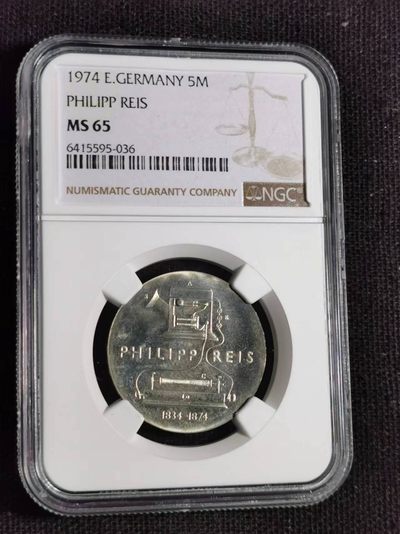 1974 E.GERMANY 5M
PHILIPP REIS
MS 65
6415595-036
NUMISMATIC GUARANTY COMPANY
NGC
PHILIPP REIS
1834-1874